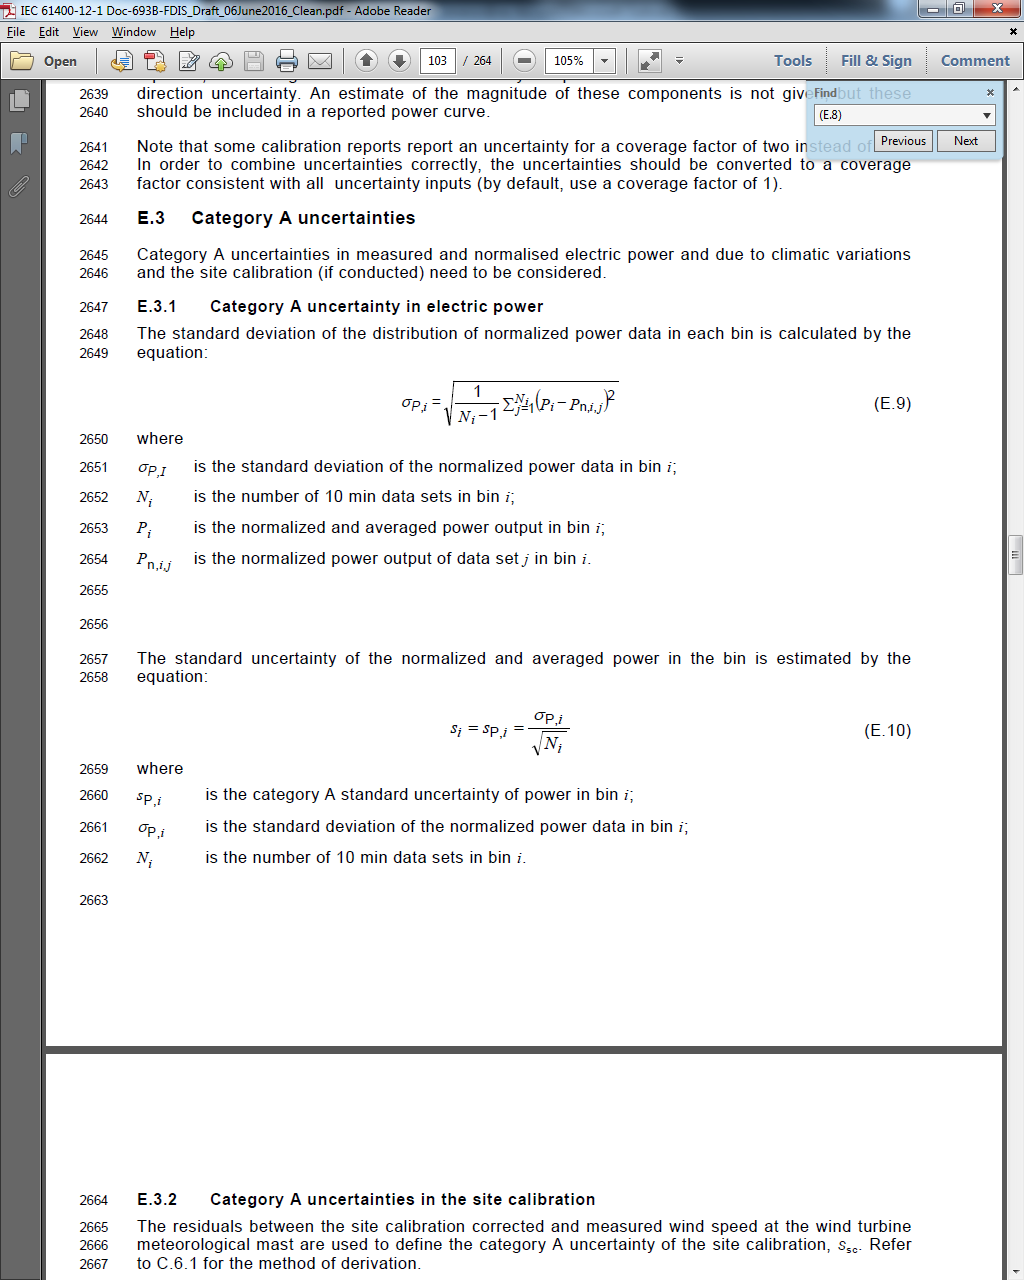 IEC 61400-12-1 Doc-693B-FDIS_Draft_06June2016_Clean.pdf - Adobe Reader
File Edit View Window Help
Open 103 / 264 105% Tools Fill & Sign Comment
Find
(E.8)
Previous Next
2639 direction uncertainty. An estimate of the magnitude of these components is not given, but these
2640 should be included in a reported power curve.
2641 Note that some calibration reports report an uncertainty for a coverage factor of two instead of
2642 In order to combine uncertainties correctly, the uncertainties should be converted to a coverage
2643 factor consistent with all uncertainty inputs (by default, use a coverage factor of 1).
2644 E.3 Category A uncertainties
2645 Category A uncertainties in measured and normalised electric power and due to climatic variations
2646 and the site calibration (if conducted) need to be considered.
2647 E.3.1 Category A uncertainty in electric power
2648 The standard deviation of the distribution of normalized power data in each bin is calculated by the
2649 equation:
σP,i = √(1/(Ni−1) Σ_{j=1}^{Ni} (Pi − Pn,i,j)²) (E.9)
2650 where
2651 σP,I is the standard deviation of the normalized power data in bin i;
2652 Ni is the number of 10 min data sets in bin i;
2653 Pi is the normalized and averaged power output in bin i;
2654 Pn,i,j is the normalized power output of data set j in bin i.
2655
2656
2657 The standard uncertainty of the normalized and averaged power in the bin is estimated by the
2658 equation:
si = sP,i = σP,i/√Ni (E.10)
2659 where
2660 sP,i is the category A standard uncertainty of power in bin i;
2661 σP,i is the standard deviation of the normalized power data in bin i;
2662 Ni is the number of 10 min data sets in bin i.
2663
2664 E.3.2 Category A uncertainties in the site calibration
2665 The residuals between the site calibration corrected and measured wind speed at the wind turbine
2666 meteorological mast are used to define the category A uncertainty of the site calibration, ssc. Refer
2667 to C.6.1 for the method of derivation.